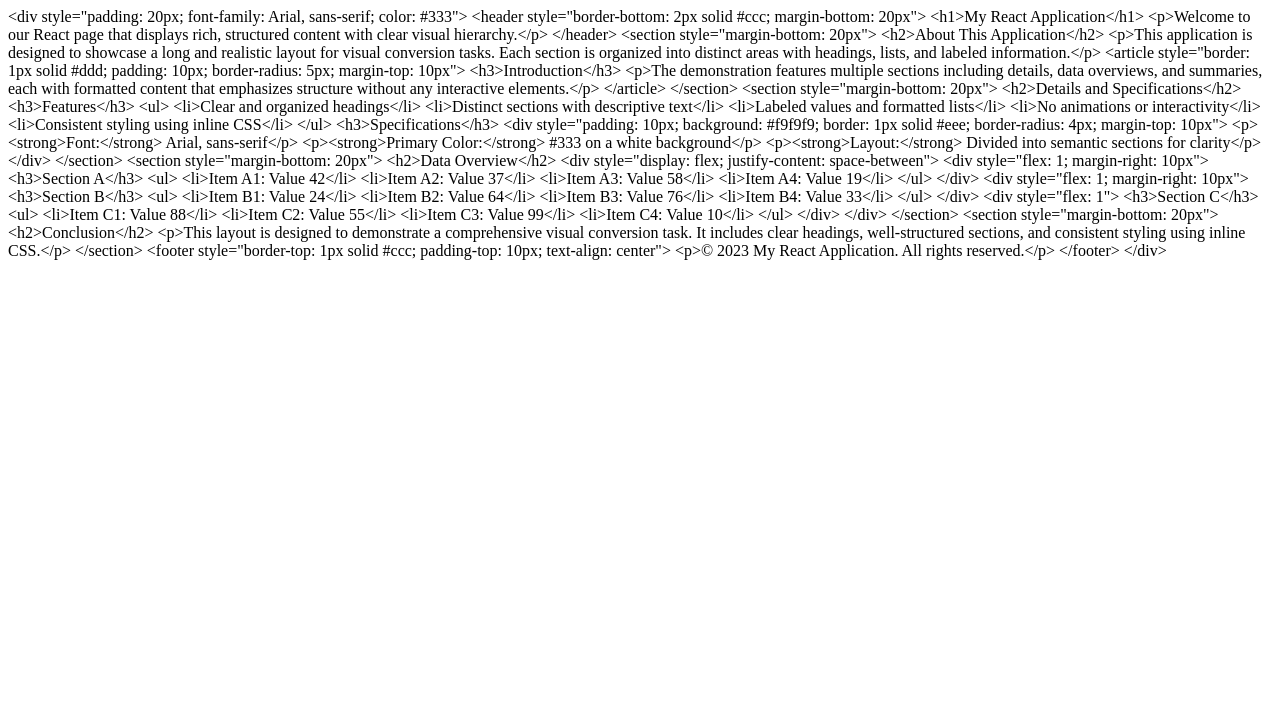 <div style="padding: 20px; font-family: Arial, sans-serif; color: #333"> <header style="border-bottom: 2px solid #ccc; margin-bottom: 20px"> <h1>My React Application</h1> <p>Welcome to
our React page that displays rich, structured content with clear visual hierarchy.</p> </header> <section style="margin-bottom: 20px"> <h2>About This Application</h2> <p>This application is
designed to showcase a long and realistic layout for visual conversion tasks. Each section is organized into distinct areas with headings, lists, and labeled information.</p> <article style="border:
1px solid #ddd; padding: 10px; border-radius: 5px; margin-top: 10px"> <h3>Introduction</h3> <p>The demonstration features multiple sections including details, data overviews, and summaries,
each with formatted content that emphasizes structure without any interactive elements.</p> </article> </section> <section style="margin-bottom: 20px"> <h2>Details and Specifications</h2>
<h3>Features</h3> <ul> <li>Clear and organized headings</li> <li>Distinct sections with descriptive text</li> <li>Labeled values and formatted lists</li> <li>No animations or interactivity</li>
<li>Consistent styling using inline CSS</li> </ul> <h3>Specifications</h3> <div style="padding: 10px; background: #f9f9f9; border: 1px solid #eee; border-radius: 4px; margin-top: 10px"> <p>
<strong>Font:</strong> Arial, sans-serif</p> <p><strong>Primary Color:</strong> #333 on a white background</p> <p><strong>Layout:</strong> Divided into semantic sections for clarity</p>
</div> </section> <section style="margin-bottom: 20px"> <h2>Data Overview</h2> <div style="display: flex; justify-content: space-between"> <div style="flex: 1; margin-right: 10px">
<h3>Section A</h3> <ul> <li>Item A1: Value 42</li> <li>Item A2: Value 37</li> <li>Item A3: Value 58</li> <li>Item A4: Value 19</li> </ul> </div> <div style="flex: 1; margin-right: 10px">
<h3>Section B</h3> <ul> <li>Item B1: Value 24</li> <li>Item B2: Value 64</li> <li>Item B3: Value 76</li> <li>Item B4: Value 33</li> </ul> </div> <div style="flex: 1"> <h3>Section C</h3>
<ul> <li>Item C1: Value 88</li> <li>Item C2: Value 55</li> <li>Item C3: Value 99</li> <li>Item C4: Value 10</li> </ul> </div> </div> </section> <section style="margin-bottom: 20px">
<h2>Conclusion</h2> <p>This layout is designed to demonstrate a comprehensive visual conversion task. It includes clear headings, well-structured sections, and consistent styling using inline
CSS.</p> </section> <footer style="border-top: 1px solid #ccc; padding-top: 10px; text-align: center"> <p>© 2023 My React Application. All rights reserved.</p> </footer> </div>